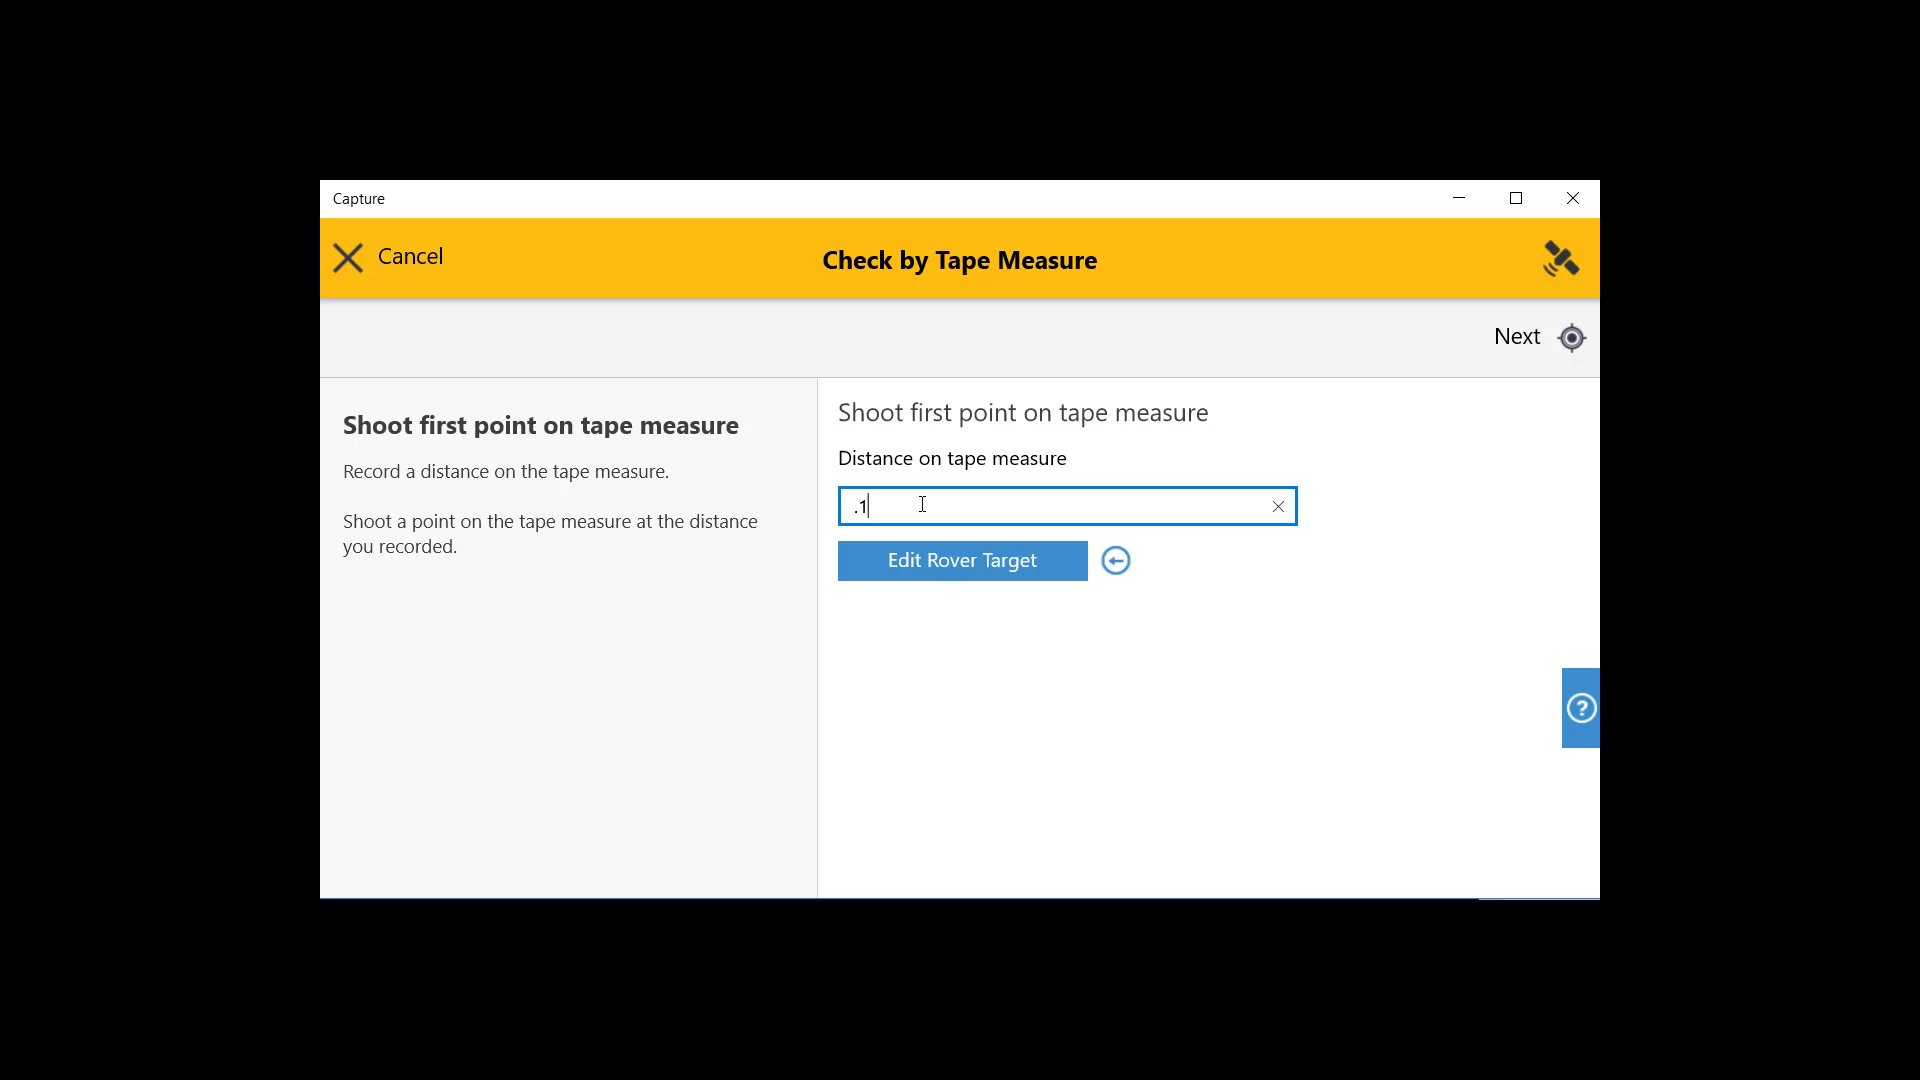 Capture
Cancel
Check by Tape Measure
Next
Shoot first point on tape measure
Record a distance on the tape measure.
Shoot a point on the tape measure at the distance
you recorded.
Shoot first point on tape measure
Distance on tape measure
.1
Edit Rover Target
?